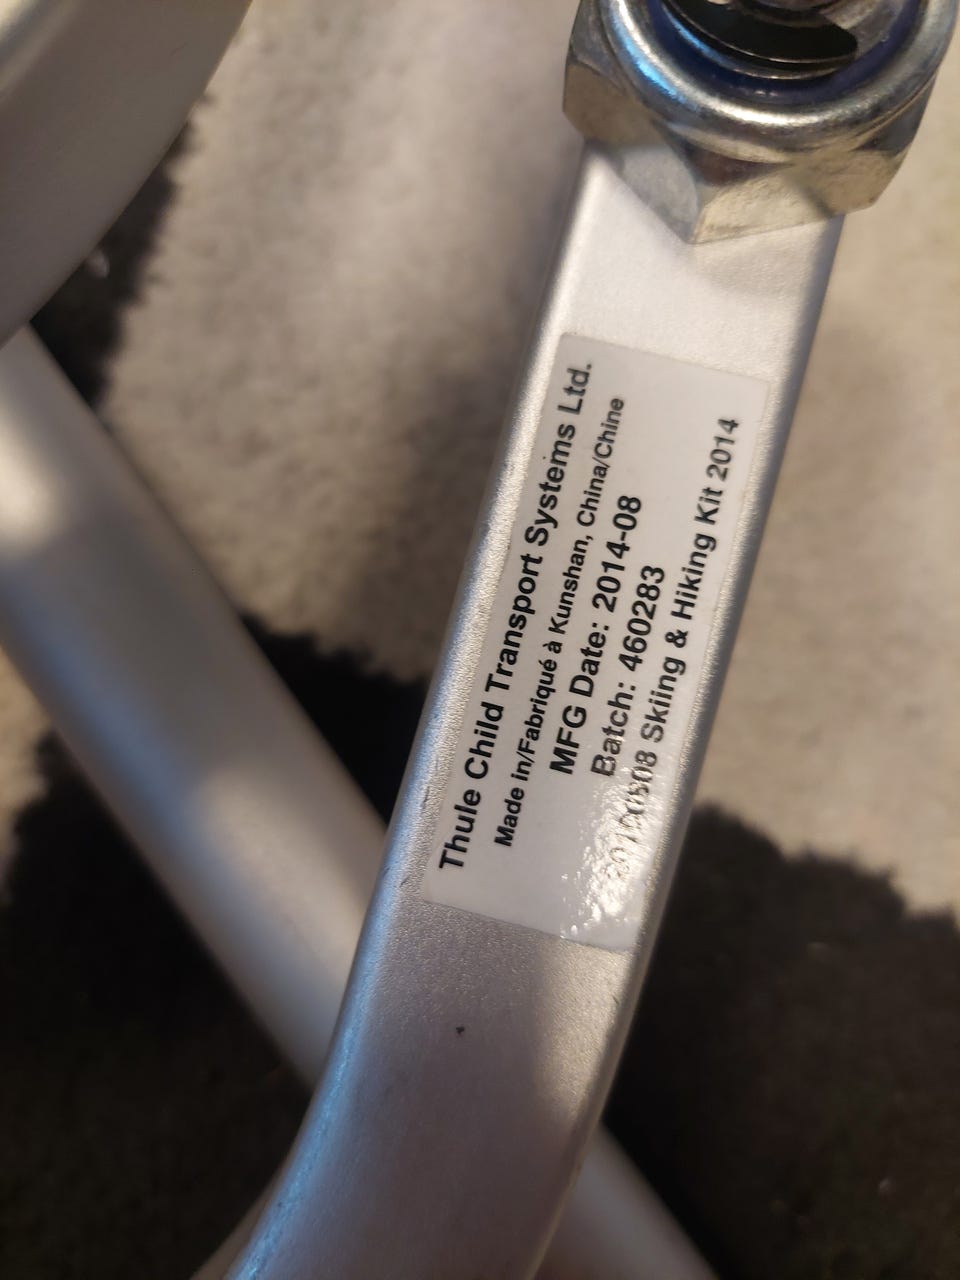 Thule Child Transport Systems Ltd.
Made in/Fabriqué à Kunshan, China/Chine
MFG Date: 2014-08
Batch: 460283
Skiing & Hiking Kit 2014